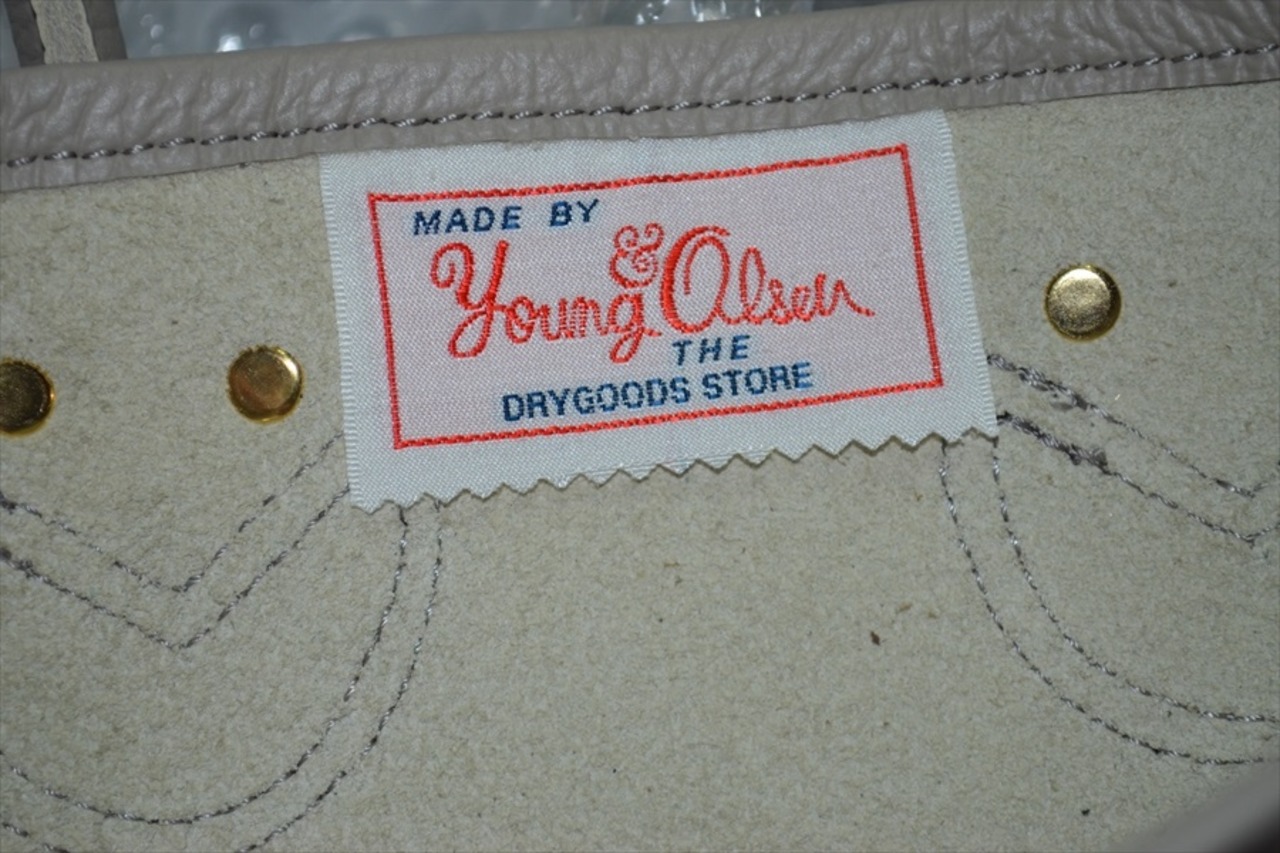 MADE BY
Young & Olsen
THE
DRYGOODS STORE